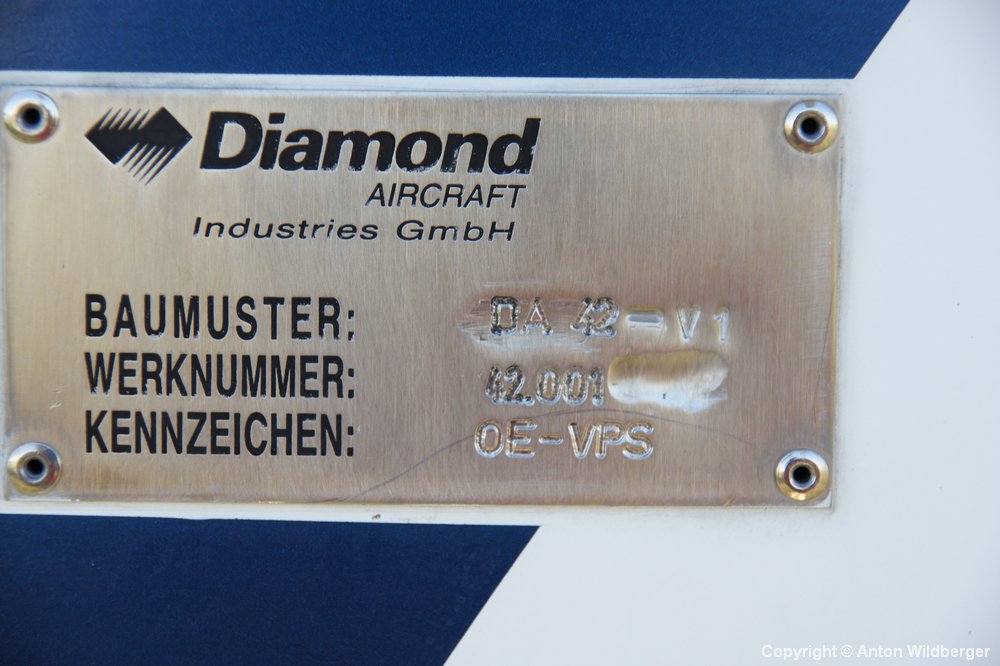 Diamond
AIRCRAFT
Industries GmbH
BAUMUSTER: DA 42-V1
WERKNUMMER: 42.001
KENNZEICHEN: OE-VPS
Copyright © Anton Wildberger